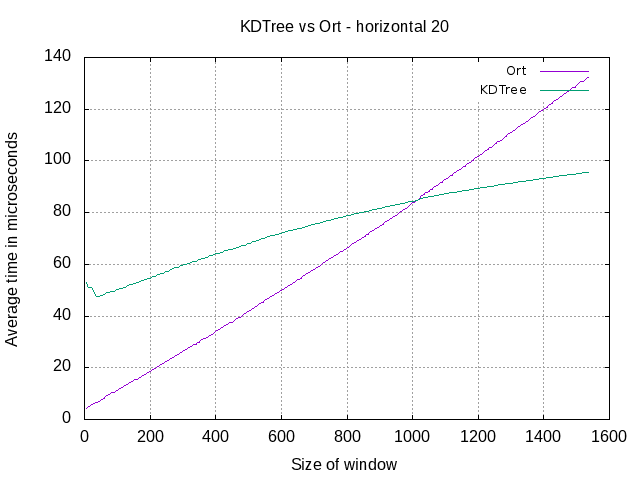 KDTree vs Ort - horizontal 20
Ort
KDTree
140
120
100
80
60
40
20
0
0 200 400 600 800 1000 1200 1400 1600
Average time in microseconds
Size of window